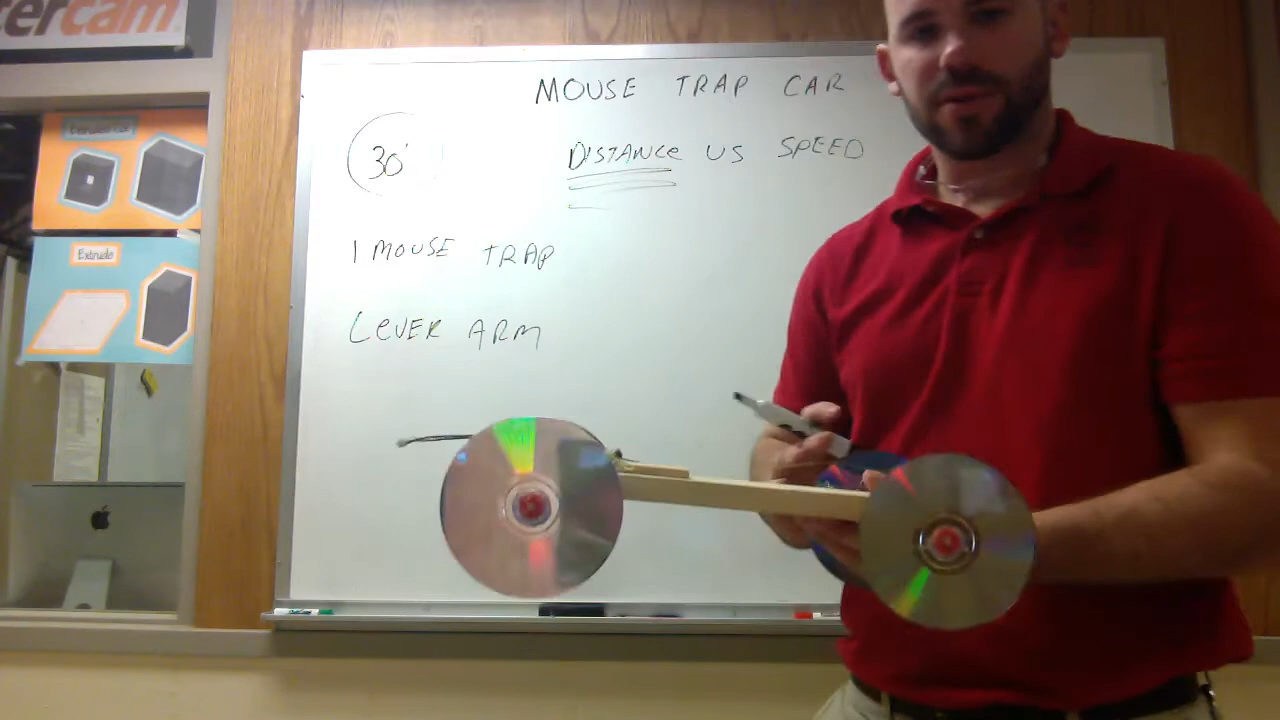 MOUSE TRAP CAR
30'
DISTANCE VS SPEED
1 MOUSE TRAP
LEVER ARM
Extrude